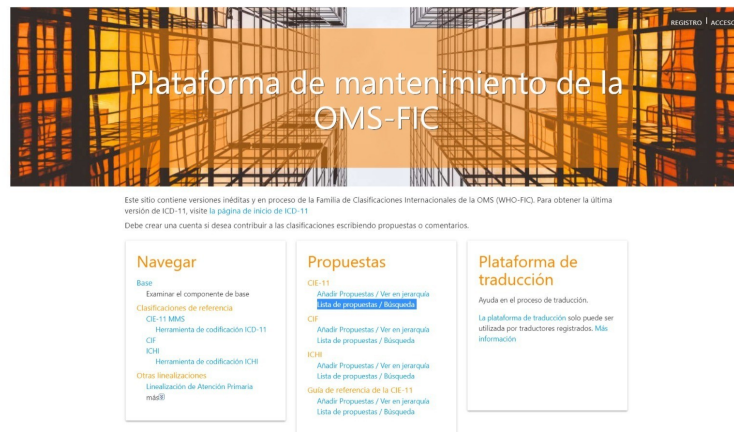 REGISTRO | ACCESO
Plataforma de mantenimiento de la
OMS-FIC
Este sitio contiene versiones inéditas y en proceso de la Familia de Clasificaciones Internacionales de la OMS (WHO-FIC). Para obtener la última
versión de ICD-11, visite la página de inicio de ICD-11
Debe crear una cuenta si desea contribuir a las clasificaciones escribiendo propuestas o comentarios.
Navegar
Base
Examinar el componente de base
Clasificaciones de referencia
CIE-11 MMS
Herramienta de codificación ICD-11
CIF
ICHI
Herramienta de codificación ICHI
Otras linealizaciones
Linealización de Atención Primaria
más
Propuestas
CIE-11
Añadir Propuestas / Ver en jerarquía
Lista de propuestas / Búsqueda
CIF
Añadir Propuestas / Ver en jerarquía
Lista de propuestas / Búsqueda
ICHI
Añadir Propuestas / Ver en jerarquía
Lista de propuestas / Búsqueda
Guía de referencia de la CIE-11
Añadir Propuestas / Ver en jerarquía
Lista de propuestas / Búsqueda
Plataforma de
traducción
Ayuda en el proceso de traducción.
La plataforma de traducción solo puede ser
utilizada por traductores registrados. Más
información